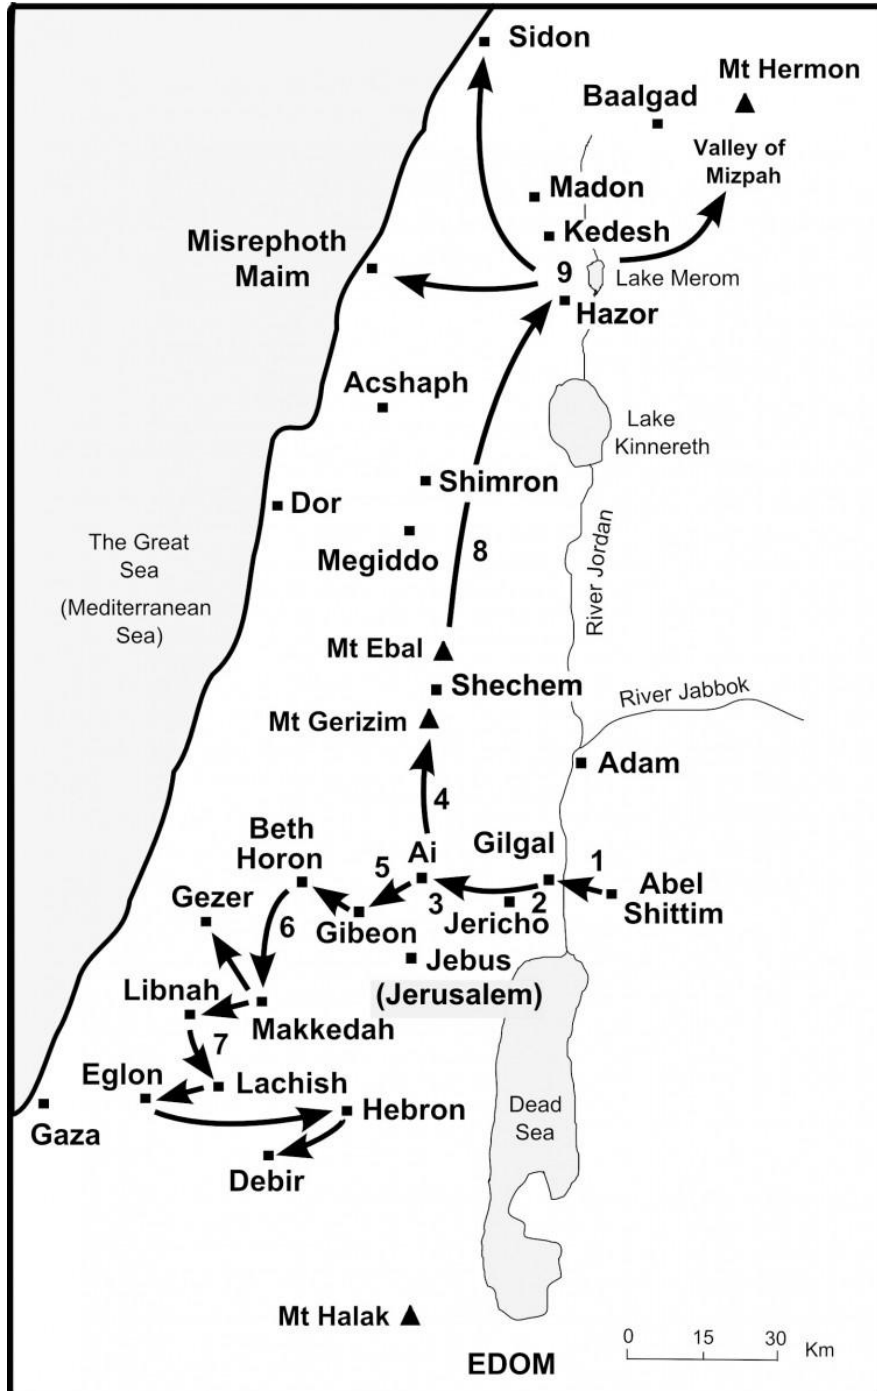 Sidon
Mt Hermon
Baalgad
Valley of
Mizpah
Madon
Kedesh
Misrephoth
Maim
9
Lake Merom
Hazor
Acshaph
Lake
Kinnereth
Shimron
Dor
Megiddo
8
The Great
Sea
(Mediterranean
Sea)
River Jordan
Mt Ebal
Shechem
River Jabbok
Mt Gerizim
Adam
4
Beth
Horon
Ai
Gilgal
5
1
Abel
Shittim
Gezer
6
Gibeon
3
Jericho
2
Jebus
(Jerusalem)
Libnah
Makkedah
7
Eglon
Lachish
Hebron
Gaza
Dead
Sea
Debir
Mt Halak
EDOM
0 15 30 Km